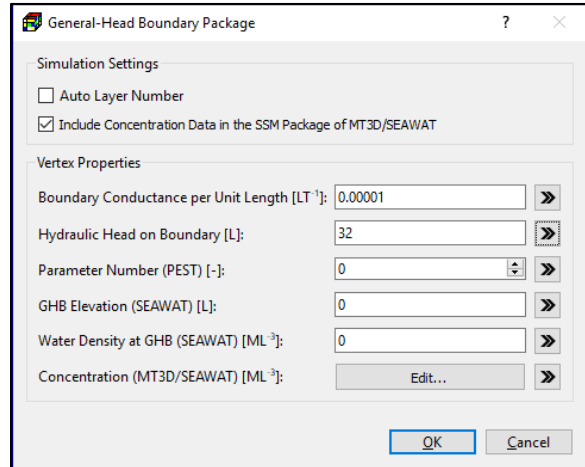 General-Head Boundary Package
?
Simulation Settings
Auto Layer Number
Include Concentration Data in the SSM Package of MT3D/SEAWAT
Vertex Properties
Boundary Conductance per Unit Length [LT⁻¹]: 0.00001
Hydraulic Head on Boundary [L]: 32
Parameter Number (PEST) [-]: 0
GHB Elevation (SEAWAT) [L]: 0
Water Density at GHB (SEAWAT) [ML⁻³]: 0
Concentration (MT3D/SEAWAT) [ML⁻³]: Edit...
OK Cancel